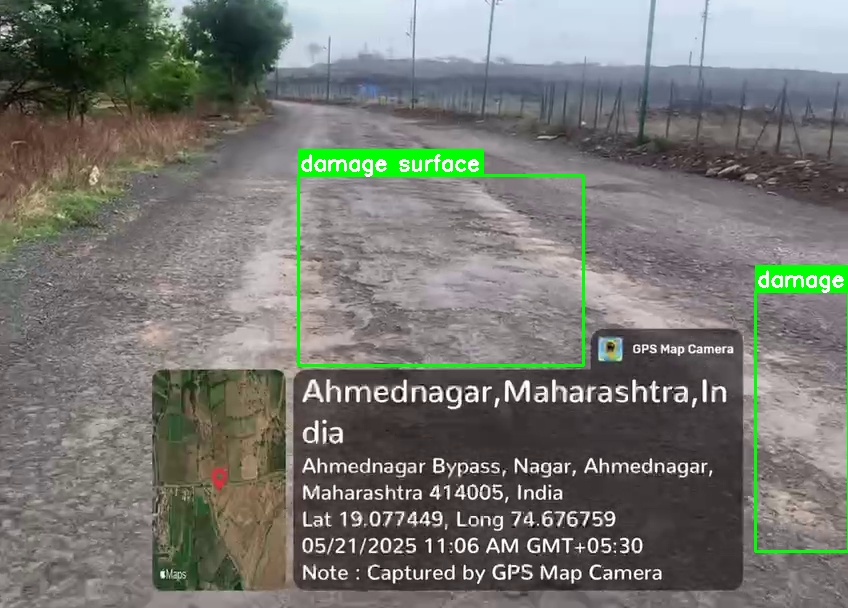 damage surface
damage
GPS Map Camera
Ahmednagar,Maharashtra,In
dia
Ahmednagar Bypass, Nagar, Ahmednagar,
Maharashtra 414005, India
Lat 19.077449, Long 74.676759
05/21/2025 11:06 AM GMT+05:30
Note : Captured by GPS Map Camera
Maps